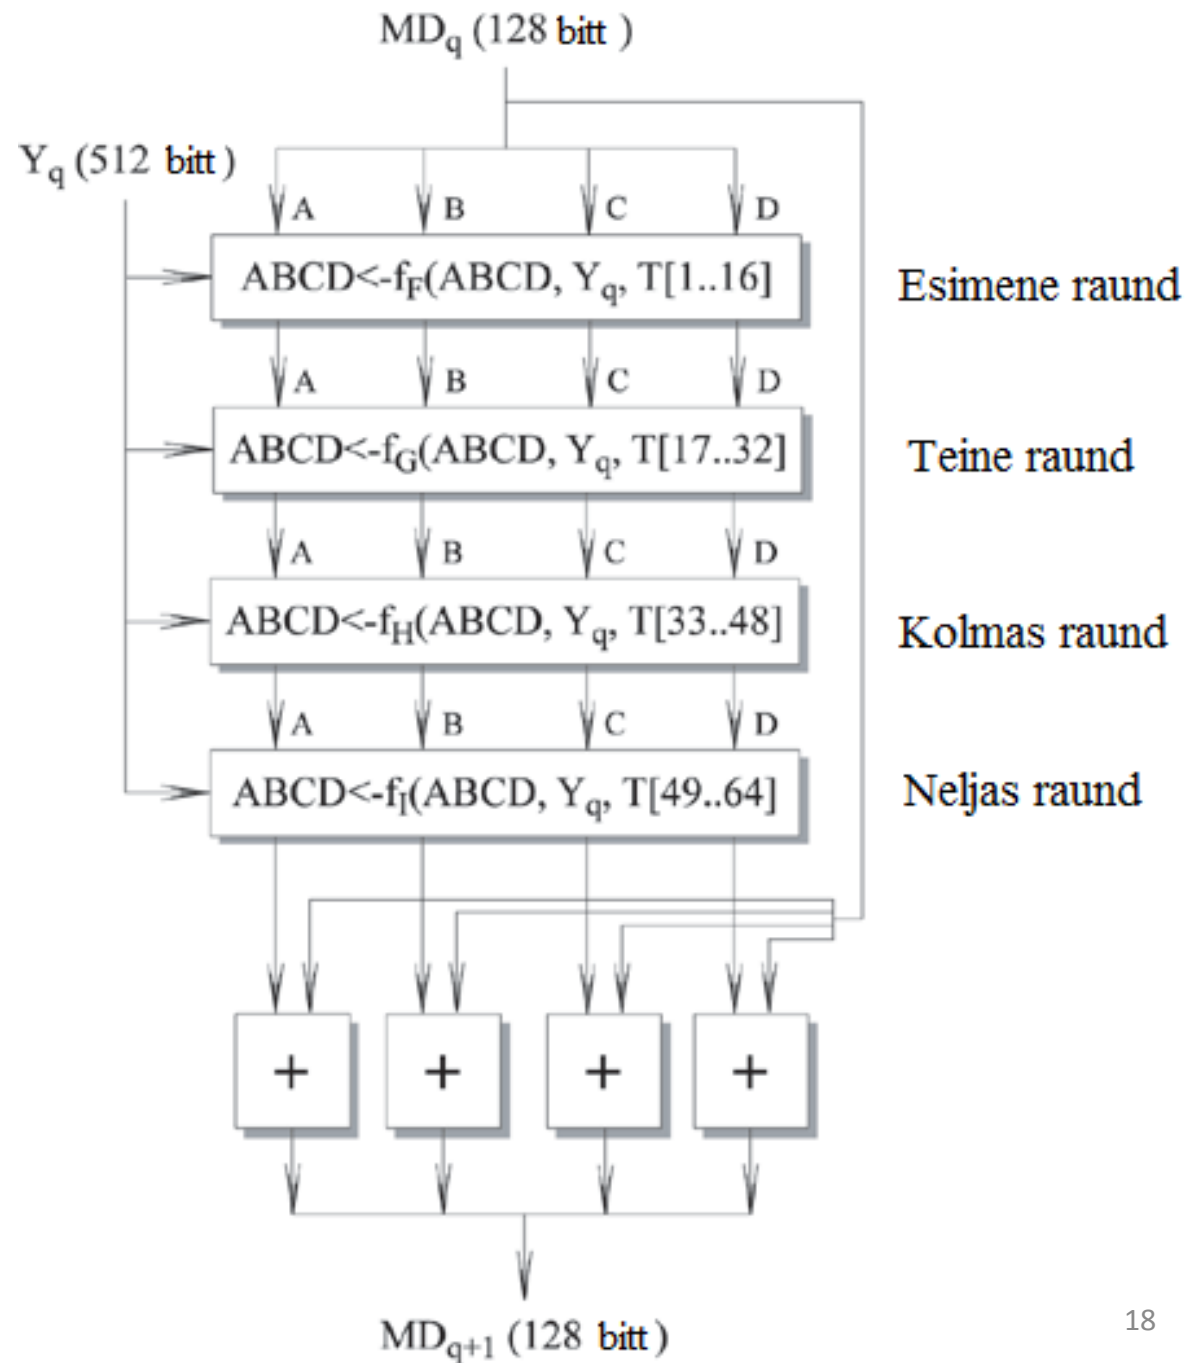 MDq (128 bitt )
Yq (512 bitt )
A B C D
ABCD<-fF(ABCD, Yq, T[1..16]
Esimene raund
A B C D
ABCD<-fG(ABCD, Yq, T[17..32]
Teine raund
A B C D
ABCD<-fH(ABCD, Yq, T[33..48]
Kolmas raund
A B C D
ABCD<-fI(ABCD, Yq, T[49..64]
Neljas raund
+ + + +
MDq+1 (128 bitt )
18